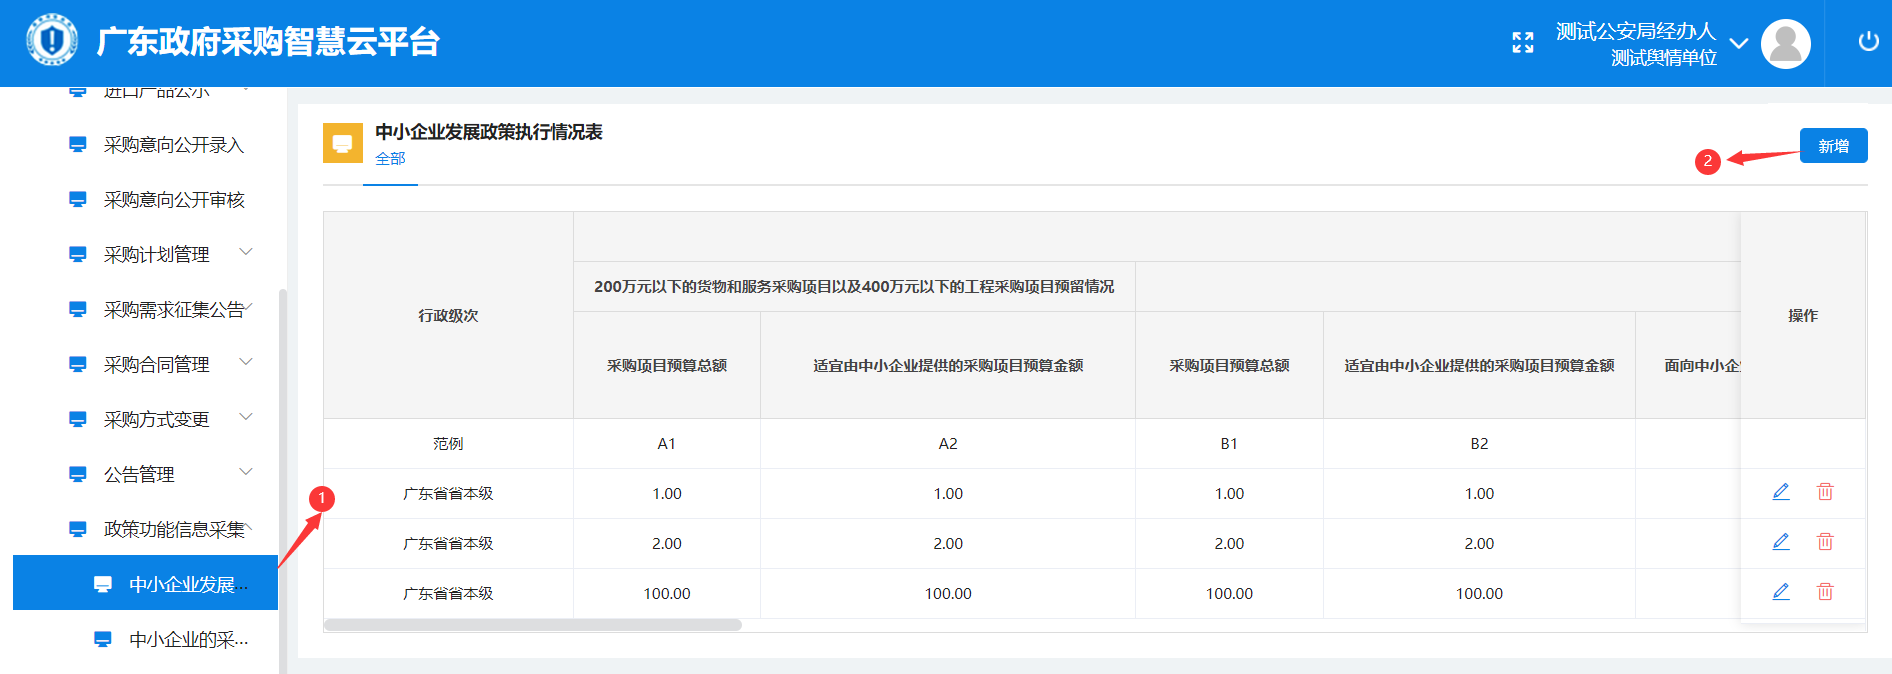 广东政府采购智慧云平台
测试公安局经办人
测试舆情单位
进口产品公示
采购意向公开录入
采购意向公开审核
采购计划管理
采购需求征集公告
采购合同管理
采购方式变更
公告管理
政策功能信息采集
中小企业发展...
中小企业的采...
1
中小企业发展政策执行情况表
全部
2
新增
行政级次
200万元以下的货物和服务采购项目以及400万元以下的工程采购项目预留情况
操作
采购项目预算总额
适宜由中小企业提供的采购项目预算金额
采购项目预算总额
适宜由中小企业提供的采购项目预算金额
面向中小企
范例 A1 A2 B1 B2
广东省省本级 1.00 1.00 1.00 1.00
广东省省本级 2.00 2.00 2.00 2.00
广东省省本级 100.00 100.00 100.00 100.00